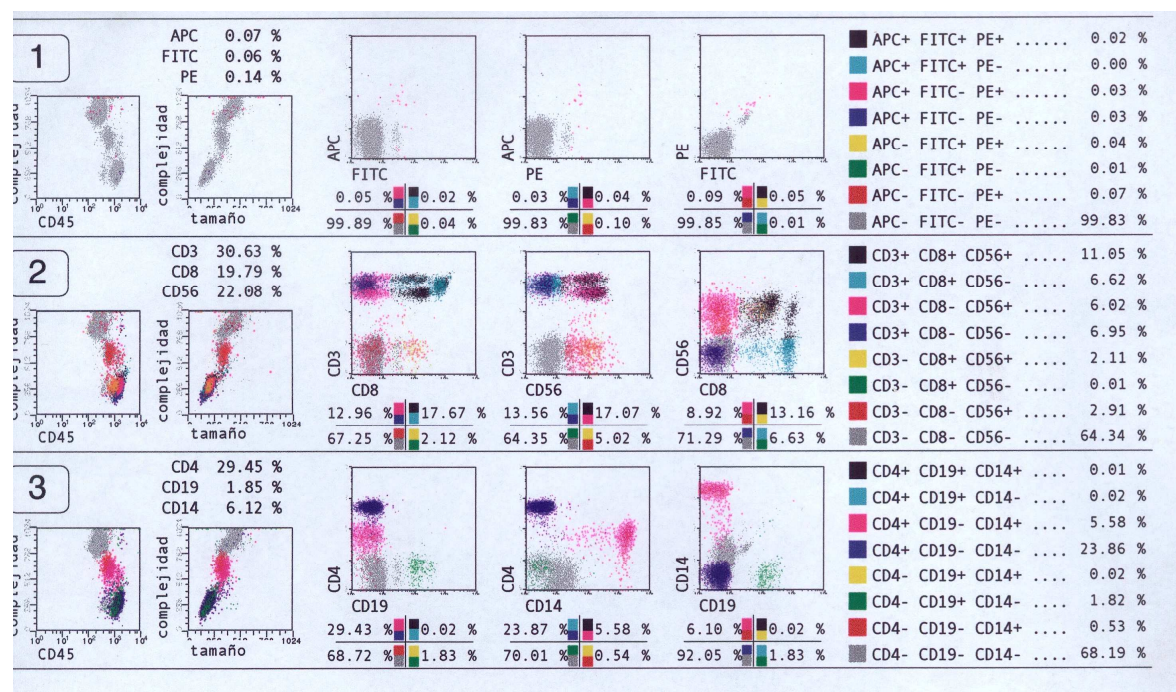 1
APC 0.07 %
FITC 0.06 %
PE 0.14 %
complejidad
CD45
complejidad
tamaño
1024
APC
FITC
0.05 % 0.02 %
99.89 % 0.04 %
APC
PE
0.03 % 0.04 %
99.83 % 0.10 %
PE
FITC
0.09 % 0.05 %
99.85 % 0.01 %
APC+ FITC+ PE+ ...... 0.02 %
APC+ FITC+ PE- ...... 0.00 %
APC+ FITC- PE+ ...... 0.03 %
APC+ FITC- PE- ...... 0.03 %
APC- FITC+ PE+ ...... 0.04 %
APC- FITC+ PE- ...... 0.01 %
APC- FITC- PE+ ...... 0.07 %
APC- FITC- PE- ...... 99.83 %
2
CD3 30.63 %
CD8 19.79 %
CD56 22.08 %
complejidad
CD45
complejidad
tamaño
1024
CD3
CD8
12.96 % 17.67 %
67.25 % 2.12 %
CD3
CD56
13.56 % 17.07 %
64.35 % 5.02 %
CD56
CD8
8.92 % 13.16 %
71.29 % 6.63 %
CD3+ CD8+ CD56+ .... 11.05 %
CD3+ CD8+ CD56- .... 6.62 %
CD3+ CD8- CD56+ .... 6.02 %
CD3+ CD8- CD56- .... 6.95 %
CD3- CD8+ CD56+ .... 2.11 %
CD3- CD8+ CD56- .... 0.01 %
CD3- CD8- CD56+ .... 2.91 %
CD3- CD8- CD56- .... 64.34 %
3
CD4 29.45 %
CD19 1.85 %
CD14 6.12 %
complejidad
CD45
complejidad
tamaño
1024
CD4
CD19
29.43 % 0.02 %
68.72 % 1.83 %
CD4
CD14
23.87 % 5.58 %
70.01 % 0.54 %
CD14
CD19
6.10 % 0.02 %
92.05 % 1.83 %
CD4+ CD19+ CD14+ .... 0.01 %
CD4+ CD19+ CD14- .... 0.02 %
CD4+ CD19- CD14+ .... 5.58 %
CD4+ CD19- CD14- .... 23.86 %
CD4- CD19+ CD14+ .... 0.02 %
CD4- CD19+ CD14- .... 1.82 %
CD4- CD19- CD14+ .... 0.53 %
CD4- CD19- CD14- .... 68.19 %